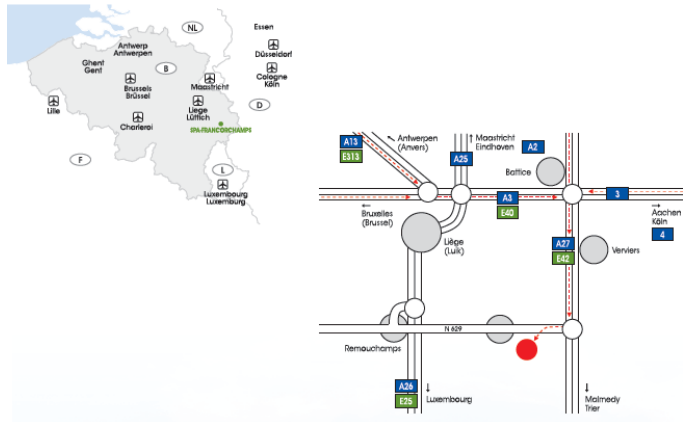 NL
Essen
Antwerp
Antwerpen
Düsseldorf
Ghent
Gent
B
Brussels
Brüssel
Maastricht
Cologne
Köln
Lille
Charleroi
Liege
Lüttich
D
SPA-FRANCORCHAMPS
F
L
Luxembourg
Luxemburg
A13
E313
Antwerpen
(Anvers)
A25
Maastricht
Eindhoven
A2
Battice
Bruxelles
(Brussel)
A3
E40
3
Aachen
Köln
4
Liège
(Luik)
A27
E42
Verviers
N 629
Remouchamps
A26
E25
Luxembourg
Malmedy
Trier